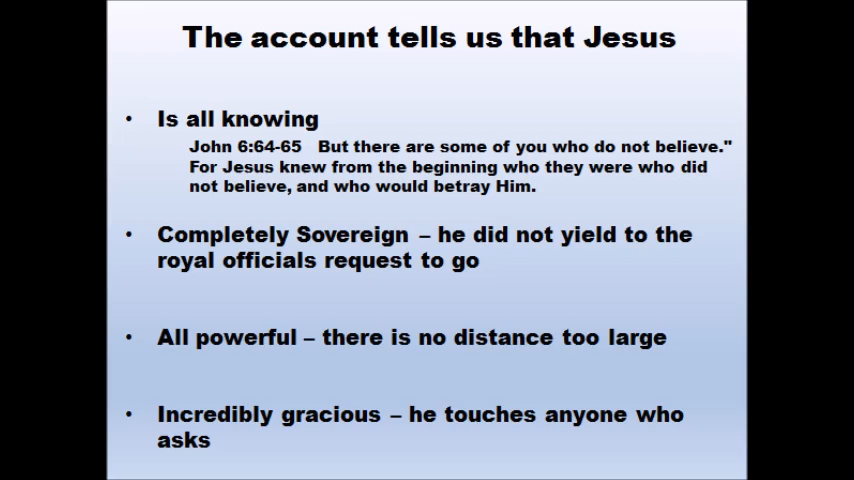 The account tells us that Jesus
• Is all knowing
John 6:64-65 But there are some of you who do not believe."
For Jesus knew from the beginning who they were who did
not believe, and who would betray Him.
• Completely Sovereign – he did not yield to the
royal officials request to go
• All powerful – there is no distance too large
• Incredibly gracious – he touches anyone who
asks